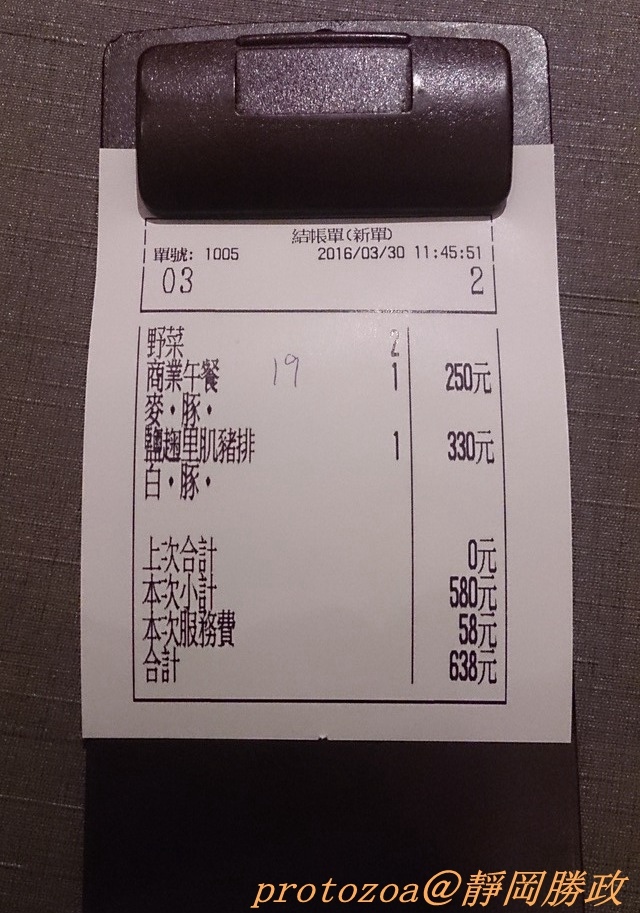 結帳單(新單)
單號: 1005 2016/03/30 11:45:51
03 2
野菜 2
商業午餐 19 1 250元
麥・豚・
鹽麴里肌豬排 1 330元
白・豚・
上次合計 0元
本次小計 580元
本次服務費 58元
合計 638元
protozoa@靜岡勝政